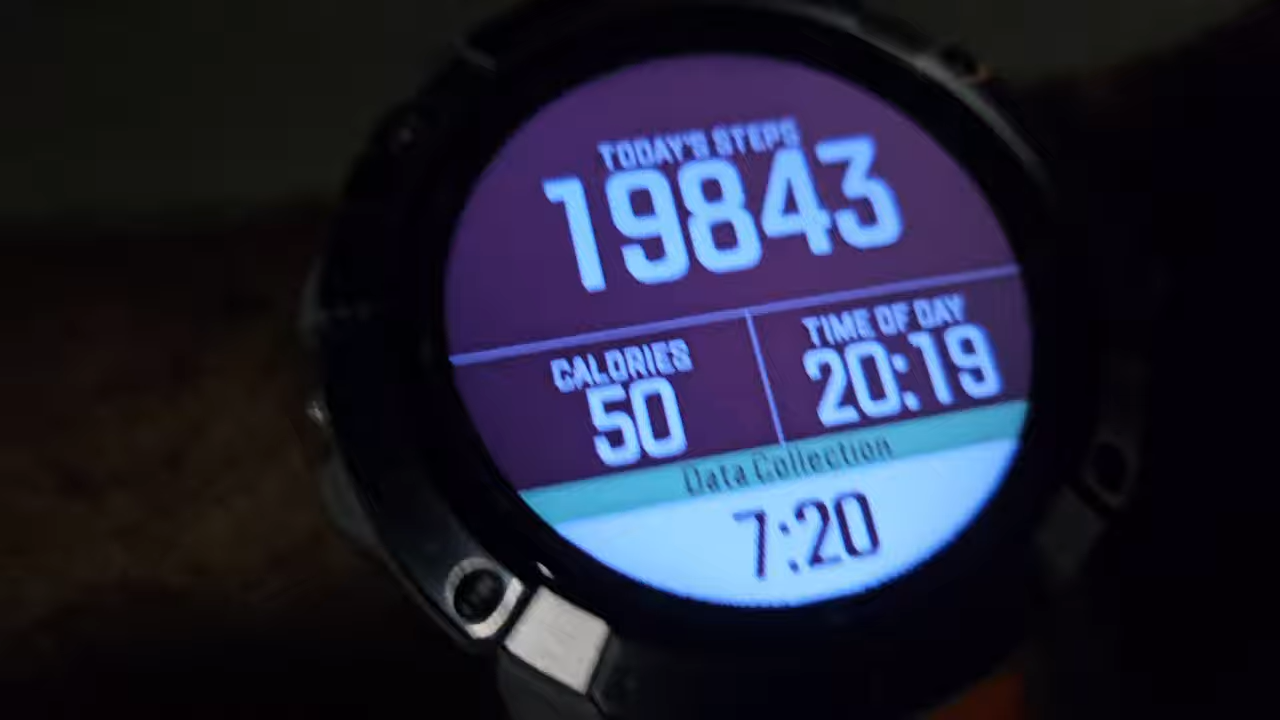 TODAY'S STEPS
19843
CALORIES
50
TIME OF DAY
20:19
Data Collection
7:20